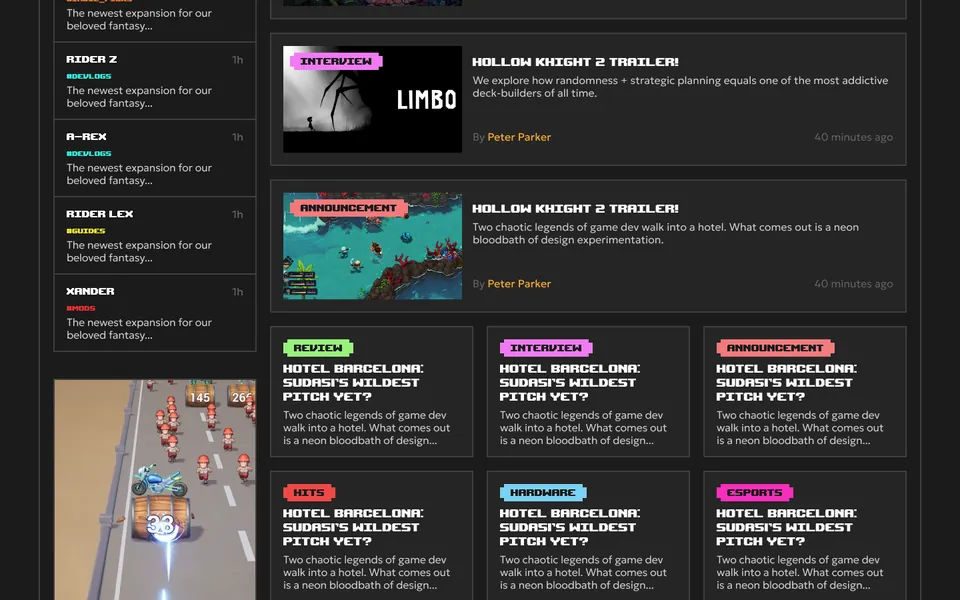 The newest expansion for our
beloved fantasy...
RIDER Z
1h
#DEVLOGS
The newest expansion for our
beloved fantasy...
A-REX
1h
#DEVLOGS
The newest expansion for our
beloved fantasy...
RIDER LEX
1h
#GUIDES
The newest expansion for our
beloved fantasy...
XANDER
1h
#MODS
The newest expansion for our
beloved fantasy...
145
38
INTERVIEW
LIMBO
HOLLOW KNIGHT 2 TRAILER!
We explore how randomness + strategic planning equals one of the most addictive
deck-builders of all time.
By Peter Parker
40 minutes ago
ANNOUNCEMENT
HOLLOW KNIGHT 2 TRAILER!
Two chaotic legends of game dev walk into a hotel. What comes out is a neon
bloodbath of design experimentation.
By Peter Parker
40 minutes ago
REVIEW
HOTEL BARCELONA:
SUDA51'S WILDEST
PITCH YET?
Two chaotic legends of game dev
walk into a hotel. What comes out
is a neon bloodbath of design...
INTERVIEW
HOTEL BARCELONA:
SUDA51'S WILDEST
PITCH YET?
Two chaotic legends of game dev
walk into a hotel. What comes out
is a neon bloodbath of design...
ANNOUNCEMENT
HOTEL BARCELONA:
SUDA51'S WILDEST
PITCH YET?
Two chaotic legends of game dev
walk into a hotel. What comes out
is a neon bloodbath of design...
HITS
HOTEL BARCELONA:
SUDA51'S WILDEST
PITCH YET?
Two chaotic legends of game dev
walk into a hotel. What comes out
is a neon bloodbath of design...
HARDWARE
HOTEL BARCELONA:
SUDA51'S WILDEST
PITCH YET?
Two chaotic legends of game dev
walk into a hotel. What comes out
is a neon bloodbath of design...
ESPORTS
HOTEL BARCELONA:
SUDA51'S WILDEST
PITCH YET?
Two chaotic legends of game dev
walk into a hotel. What comes out
is a neon bloodbath of design...